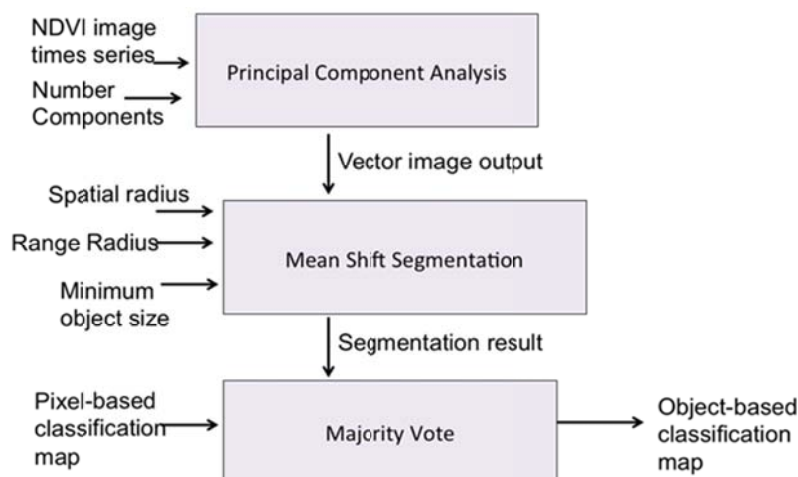 NDVI image
times series
Number
Components
Principal Component Analysis
Vector image output
Spatial radius
Range Radius
Minimum
object size
Mean Shift Segmentation
Segmentation result
Pixel-based
classification
map
Majority Vote
Object-based
classification
map